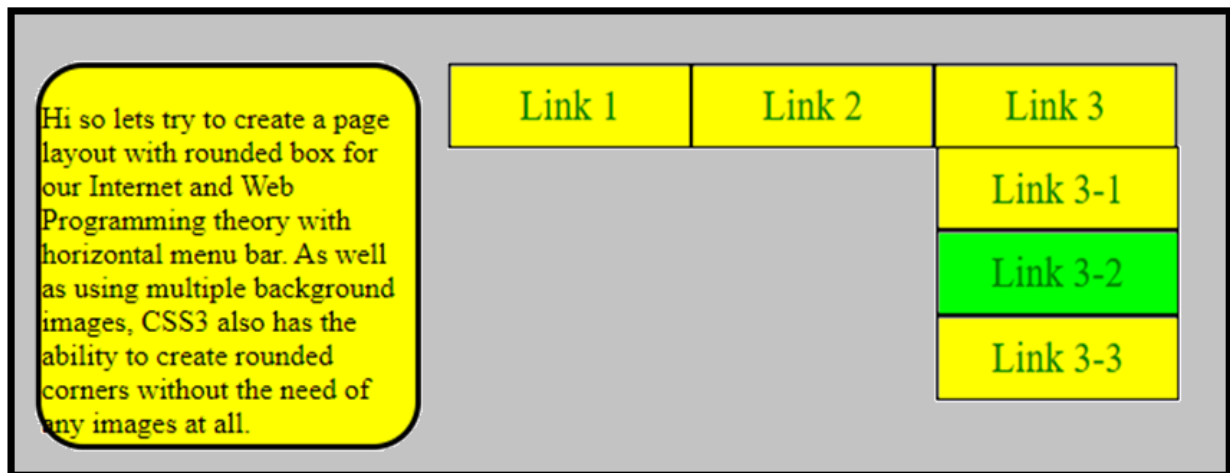 Hi so lets try to create a page
layout with rounded box for
our Internet and Web
Programming theory with
horizontal menu bar. As well
as using multiple background
images, CSS3 also has the
ability to create rounded
corners without the need of
any images at all.
Link 1
Link 2
Link 3
Link 3-1
Link 3-2
Link 3-3